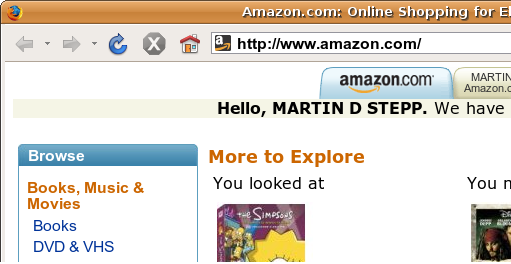 Amazon.com: Online Shopping for E
http://www.amazon.com/
amazon.com
MARTIN
Amazon.c
Hello, MARTIN D STEPP. We have
Browse
More to Explore
Books, Music &
Movies
Books
DVD & VHS
You looked at
You n
THE SIMPSONS